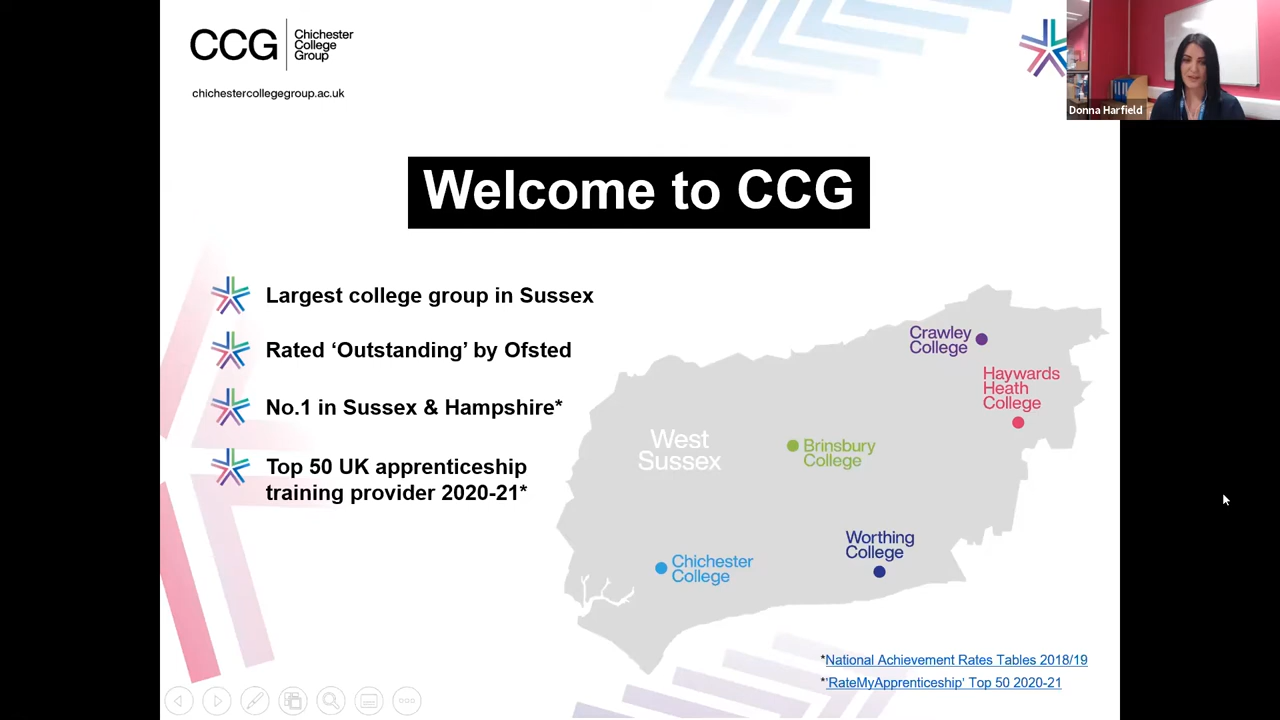 CCG
Chichester
College
Group
chichestercollegegroup.ac.uk
Donna Harfield
Welcome to CCG
Largest college group in Sussex
Rated ‘Outstanding’ by Ofsted
No.1 in Sussex & Hampshire*
Top 50 UK apprenticeship
training provider 2020-21*
West
Sussex
Crawley
College
Haywards
Heath
College
Brinsbury
College
Worthing
College
Chichester
College
*National Achievement Rates Tables 2018/19
*'RateMyApprenticeship' Top 50 2020-21